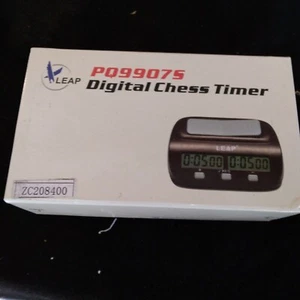 LEAP
PQ9907S
Digital Chess Timer
LEAP
0:05:00 0:05:00
ZC208400